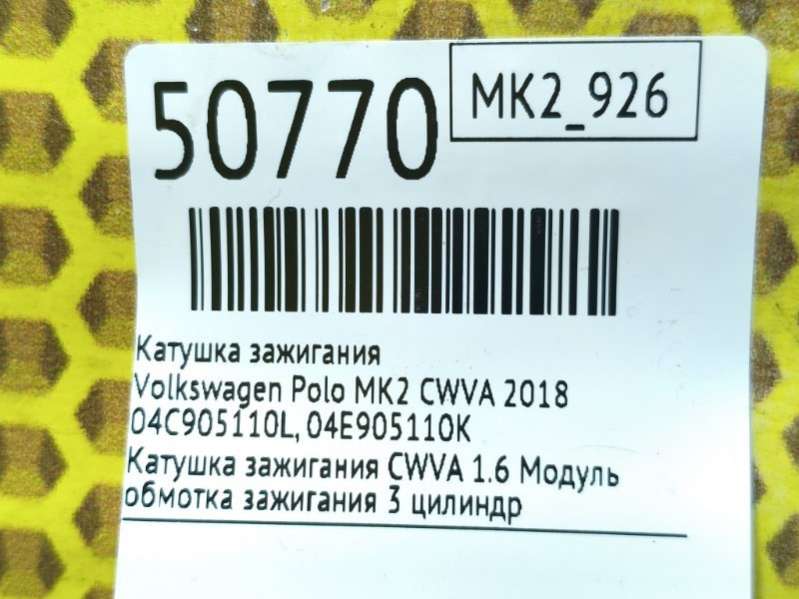 50770
MK2_926
Катушка зажигания
Volkswagen Polo MK2 CWVA 2018
04C905110L, 04E905110K
Катушка зажигания CWVA 1.6 Модуль
обмотка зажигания 3 цилиндр